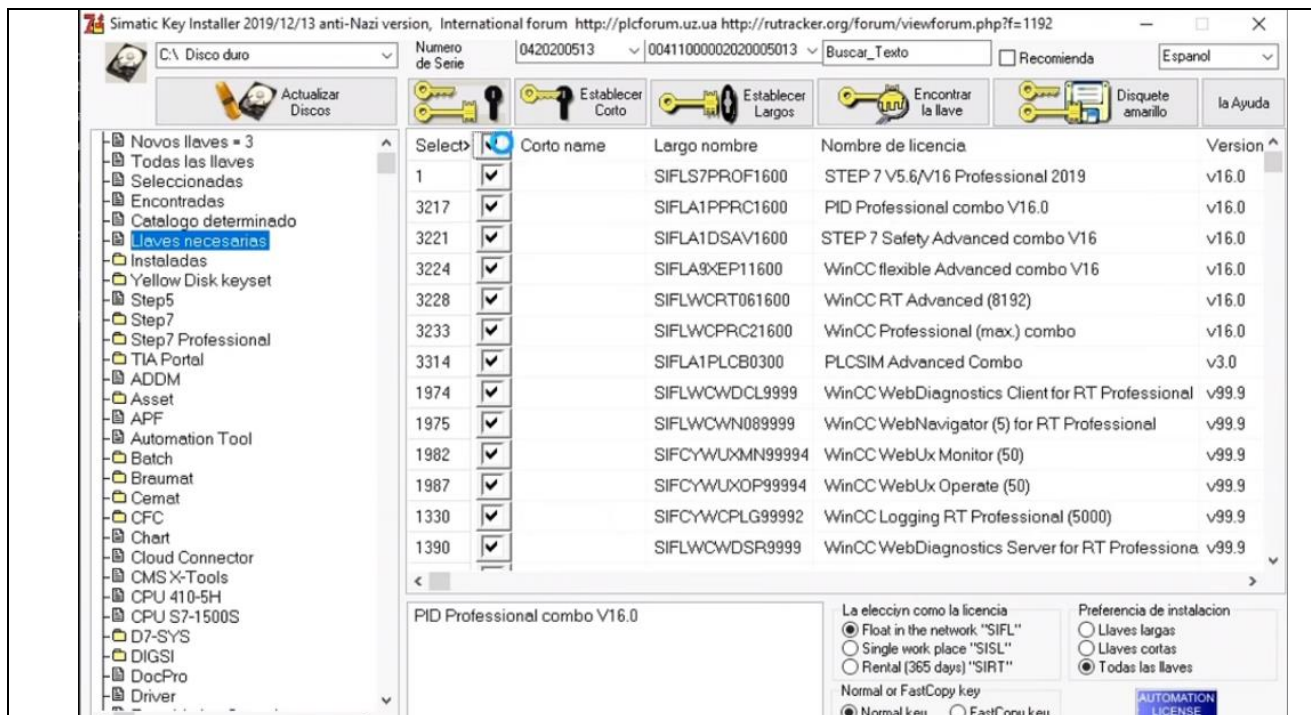 Simatic Key Installer 2019/12/13 anti-Nazi version, International forum http://plcforum.uz.ua http://rutracker.org/forum/viewforum.php?f=1192
C:\ Disco duro
Numero de Serie
0420200513
00411000002020005013
Buscar_Texto
Recomienda
Espanol
Actualizar Discos
Establecer Corto
Establecer Largos
Encontrar la llave
Disquete amarillo
la Ayuda
Novos llaves = 3
Todas las llaves
Seleccionadas
Encontradas
Catalogo determinado
Llaves necesarias
Instaladas
Yellow Disk keyset
Step5
Step7
Step7 Professional
TIA Portal
ADDM
Asset
APF
Automation Tool
Batch
Braumat
Cemat
CFC
Chart
Cloud Connector
CMS X-Tools
CPU 410-5H
CPU S7-1500S
D7-SYS
DIGSI
DocPro
Driver
Select> Corto name Largo nombre Nombre de licencia Version
1 SIFLS7PROF1600 STEP 7 V5.6/V16 Professional 2019 v16.0
3217 SIFLA1PPRC1600 PID Professional combo V16.0 v16.0
3221 SIFLA1DSAV1600 STEP 7 Safety Advanced combo V16 v16.0
3224 SIFLA9XEP11600 WinCC flexible Advanced combo V16 v16.0
3228 SIFLWCRT061600 WinCC RT Advanced (8192) v16.0
3233 SIFLWCPRC21600 WinCC Professional (max.) combo v16.0
3314 SIFLA1PLCB0300 PLCSIM Advanced Combo v3.0
1974 SIFLWCWDCL9999 WinCC WebDiagnostics Client for RT Professional v99.9
1975 SIFLWCWN089999 WinCC WebNavigator (5) for RT Professional v99.9
1982 SIFCYWUXMN99994 WinCC WebUx Monitor (50) v99.9
1987 SIFCYWUXOP99994 WinCC WebUx Operate (50) v99.9
1330 SIFCYWCPLG99992 WinCC Logging RT Professional (5000) v99.9
1390 SIFLWCWDSR9999 WinCC WebDiagnostics Server for RT Professiona v99.9
PID Professional combo V16.0
La elecciyn como la licencia
Float in the network "SIFL"
Single work place "SISL"
Rental (365 days) "SIRT"
Preferencia de instalacion
Llaves largas
Llaves cortas
Todas las llaves
Normal or FastCopy key
Normal key FastCopy key
AUTOMATION
LICENSE